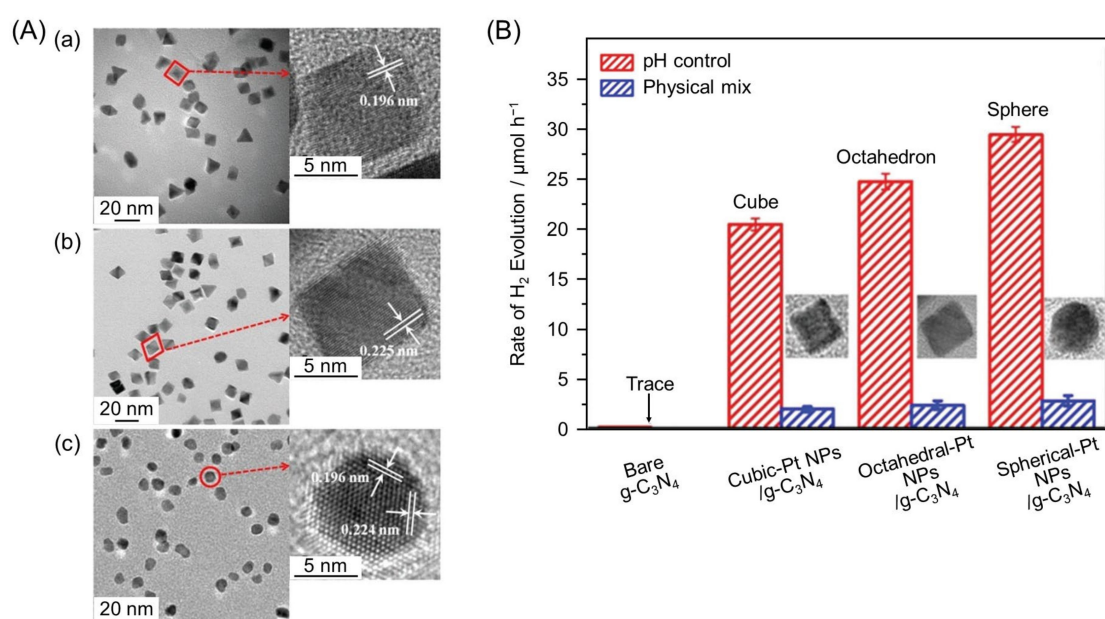 (A)
(a)
0.196 nm
5 nm
20 nm
(b)
0.225 nm
5 nm
20 nm
(c)
0.196 nm
0.224 nm
5 nm
20 nm
(B)
pH control
Physical mix
Rate of H₂ Evolution / μmol h⁻¹
35
30
25
20
15
10
5
0
Trace
Cube
Octahedron
Sphere
Bare
g-C₃N₄
Cubic-Pt NPs
/g-C₃N₄
Octahedral-Pt
NPs
/g-C₃N₄
Spherical-Pt
NPs
/g-C₃N₄